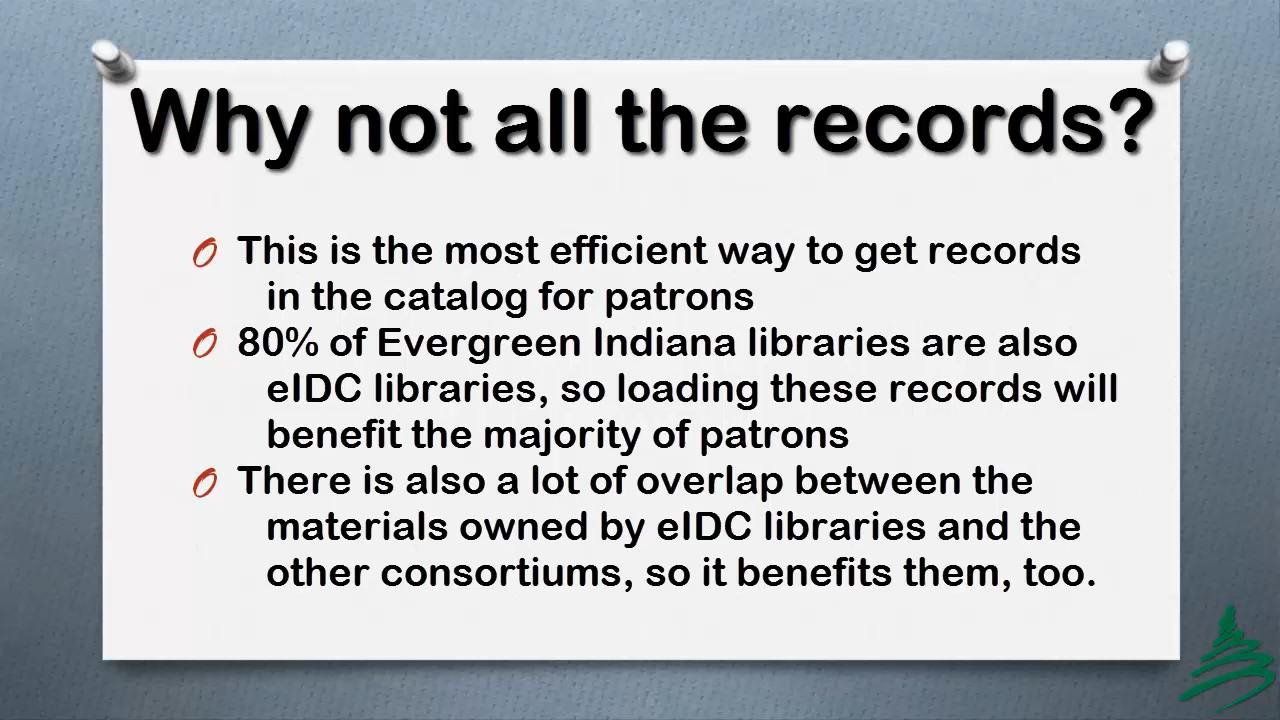 Why not all the records?
This is the most efficient way to get records
in the catalog for patrons
80% of Evergreen Indiana libraries are also
eIDC libraries, so loading these records will
benefit the majority of patrons
There is also a lot of overlap between the
materials owned by eIDC libraries and the
other consortiums, so it benefits them, too.